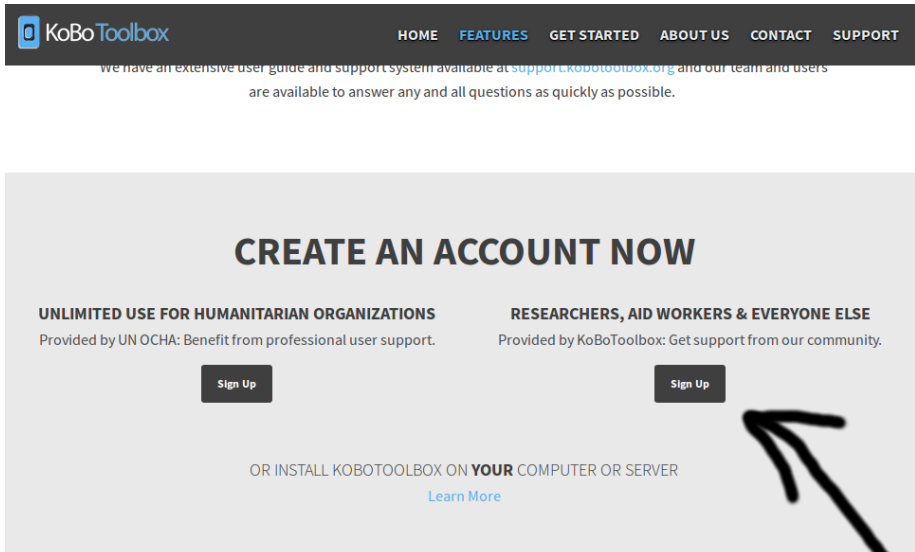 KoBo Toolbox
HOME FEATURES GET STARTED ABOUT US CONTACT SUPPORT
We have an extensive user guide and support system available at support.kobotoolbox.org and our team and users
are available to answer any and all questions as quickly as possible.
CREATE AN ACCOUNT NOW
UNLIMITED USE FOR HUMANITARIAN ORGANIZATIONS
Provided by UN OCHA: Benefit from professional user support.
Sign Up
RESEARCHERS, AID WORKERS & EVERYONE ELSE
Provided by KoBoToolbox: Get support from our community.
Sign Up
OR INSTALL KOBOTOOLBOX ON YOUR COMPUTER OR SERVER
Learn More